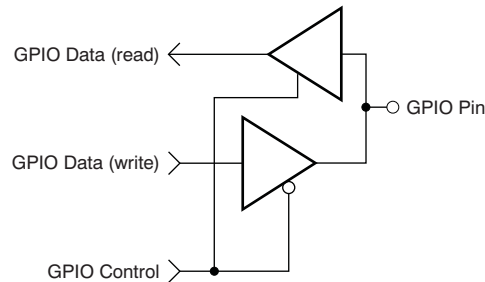 GPIO Data (read)
GPIO Pin
GPIO Data (write)
GPIO Control